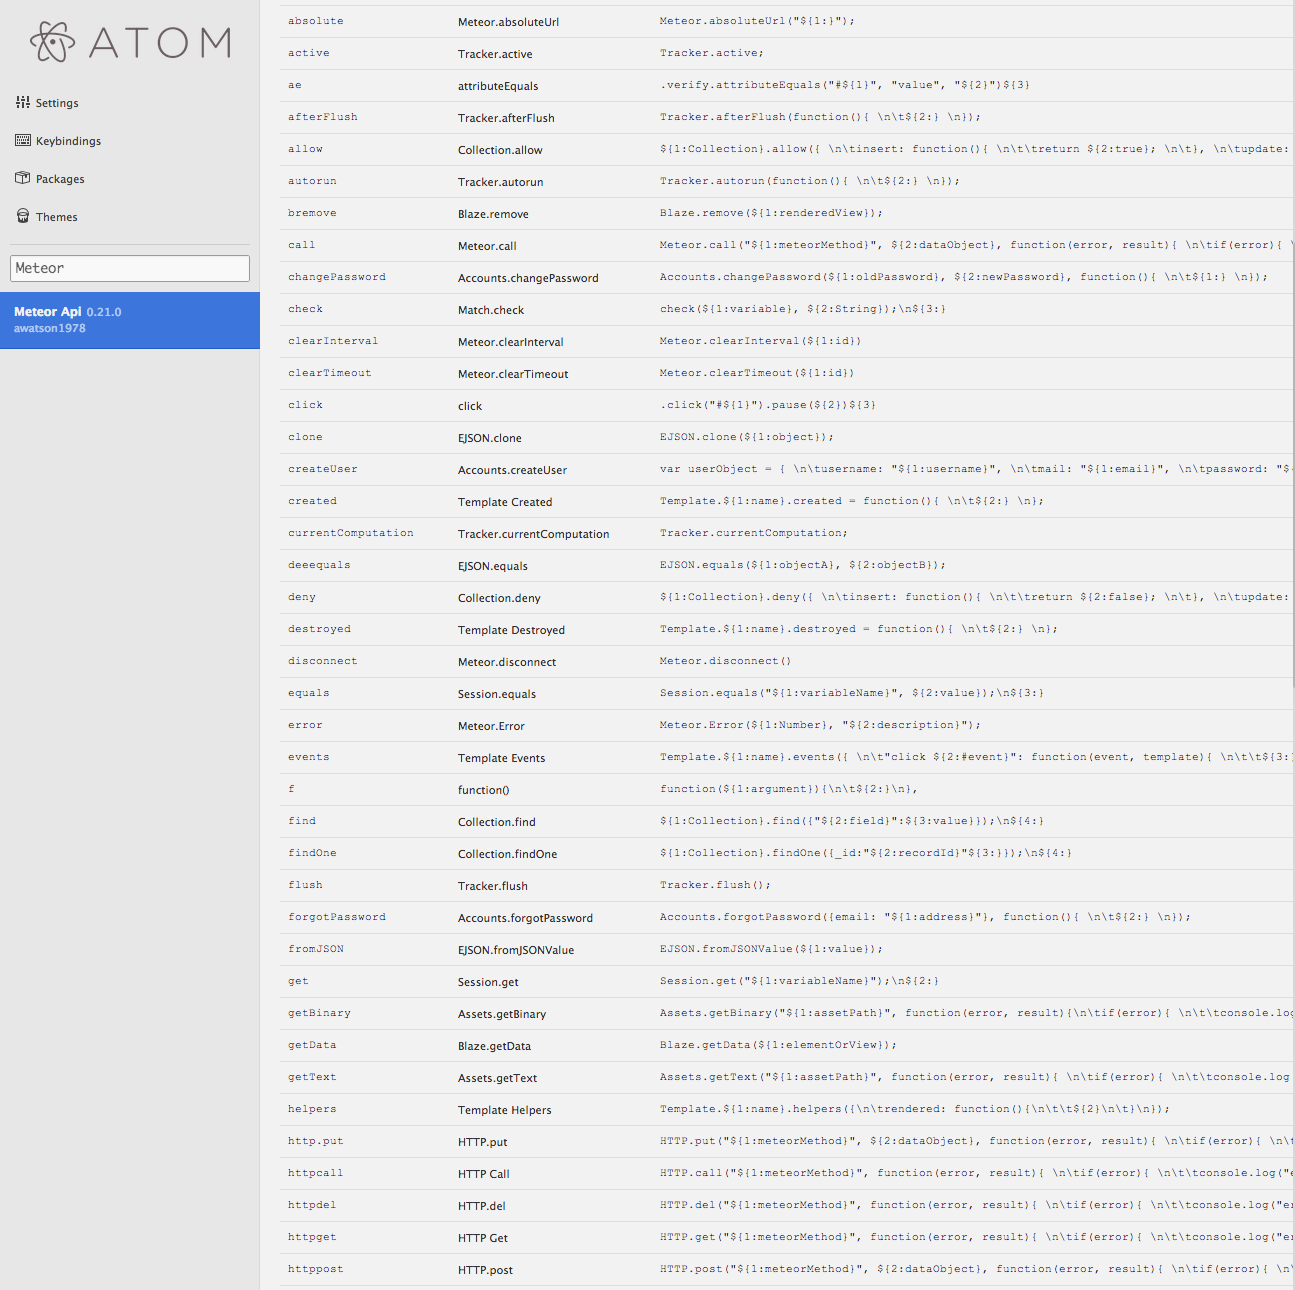 ATOM
Settings
Keybindings
Packages
Themes
Meteor
Meteor Api 0.21.0
awatson1978
absolute Meteor.absoluteUrl Meteor.absoluteUrl("${1:}");
active Tracker.active Tracker.active;
ae attributeEquals .verify.attributeEquals("#${1}", "value", "${2}")${3}
afterFlush Tracker.afterFlush Tracker.afterFlush(function(){ \n\t${2:} \n});
allow Collection.allow ${1:Collection}.allow({ \n\tinsert: function(){ \n\t\treturn ${2:true}; \n\t}, \n\tupdate:
autorun Tracker.autorun Tracker.autorun(function(){ \n\t${2:} \n});
bremove Blaze.remove Blaze.remove(${1:renderedView});
call Meteor.call Meteor.call("${1:meteorMethod}", ${2:dataObject}, function(error, result){ \n\tif(error){ \
changePassword Accounts.changePassword Accounts.changePassword(${1:oldPassword}, ${2:newPassword}, function(){ \n\t${1:} \n});
check Match.check check(${1:variable}, ${2:String});\n${3:}
clearInterval Meteor.clearInterval Meteor.clearInterval(${1:id})
clearTimeout Meteor.clearTimeout Meteor.clearTimeout(${1:id})
click click .click("#${1}").pause(${2})${3}
clone EJSON.clone EJSON.clone(${1:object});
createUser Accounts.createUser var userObject = { \n\tusername: "${1:username}", \n\tmail: "${1:email}", \n\tpassword: "$
created Template Created Template.${1:name}.created = function(){ \n\t${2:} \n};
currentComputation Tracker.currentComputation Tracker.currentComputation;
deeequals EJSON.equals EJSON.equals(${1:objectA}, ${2:objectB});
deny Collection.deny ${1:Collection}.deny({ \n\tinsert: function(){ \n\t\treturn ${2:false}; \n\t}, \n\tupdate:
destroyed Template Destroyed Template.${1:name}.destroyed = function(){ \n\t${2:} \n};
disconnect Meteor.disconnect Meteor.disconnect()
equals Session.equals Session.equals("${1:variableName}", ${2:value});\n${3:}
error Meteor.Error Meteor.Error(${1:Number}, "${2:description}");
events Template Events Template.${1:name}.events({ \n\t"click ${2:#event}": function(event, template){ \n\t\t${3:}
f function() function(${1:argument}){\n\t${2:}\n},
find Collection.find ${1:Collection}.find({"${2:field}":${3:value}});\n${4:}
findOne Collection.findOne ${1:Collection}.findOne({_id:"${2:recordId}"${3:}});\n${4:}
flush Tracker.flush Tracker.flush();
forgotPassword Accounts.forgotPassword Accounts.forgotPassword({email: "${1:address}"}, function(){ \n\t${2:} \n});
fromJSON EJSON.fromJSONValue EJSON.fromJSONValue(${1:value});
get Session.get Session.get("${1:variableName}");\n${2:}
getBinary Assets.getBinary Assets.getBinary("${1:assetPath}", function(error, result){\n\tif(error){ \n\t\tconsole.log
getData Blaze.getData Blaze.getData(${1:elementOrView});
getText Assets.getText Assets.getText("${1:assetPath}", function(error, result){ \n\tif(error){ \n\t\tconsole.log
helpers Template Helpers Template.${1:name}.helpers({\n\trendered: function(){\n\t\t${2}\n\t}\n});
http.put HTTP.put HTTP.put("${1:meteorMethod}", ${2:dataObject}, function(error, result){ \n\tif(error){ \n\t
httpcall HTTP Call HTTP.call("${1:meteorMethod}", function(error, result){ \n\tif(error){ \n\t\tconsole.log("e
httpdel HTTP.del HTTP.del("${1:meteorMethod}", function(error, result){ \n\tif(error){ \n\t\tconsole.log("er
httpget HTTP Get HTTP.get("${1:meteorMethod}", function(error, result){ \n\tif(error){ \n\t\tconsole.log("er
httppost HTTP.post HTTP.post("${1:meteorMethod}", ${2:dataObject}, function(error, result){ \n\tif(error){ \n\